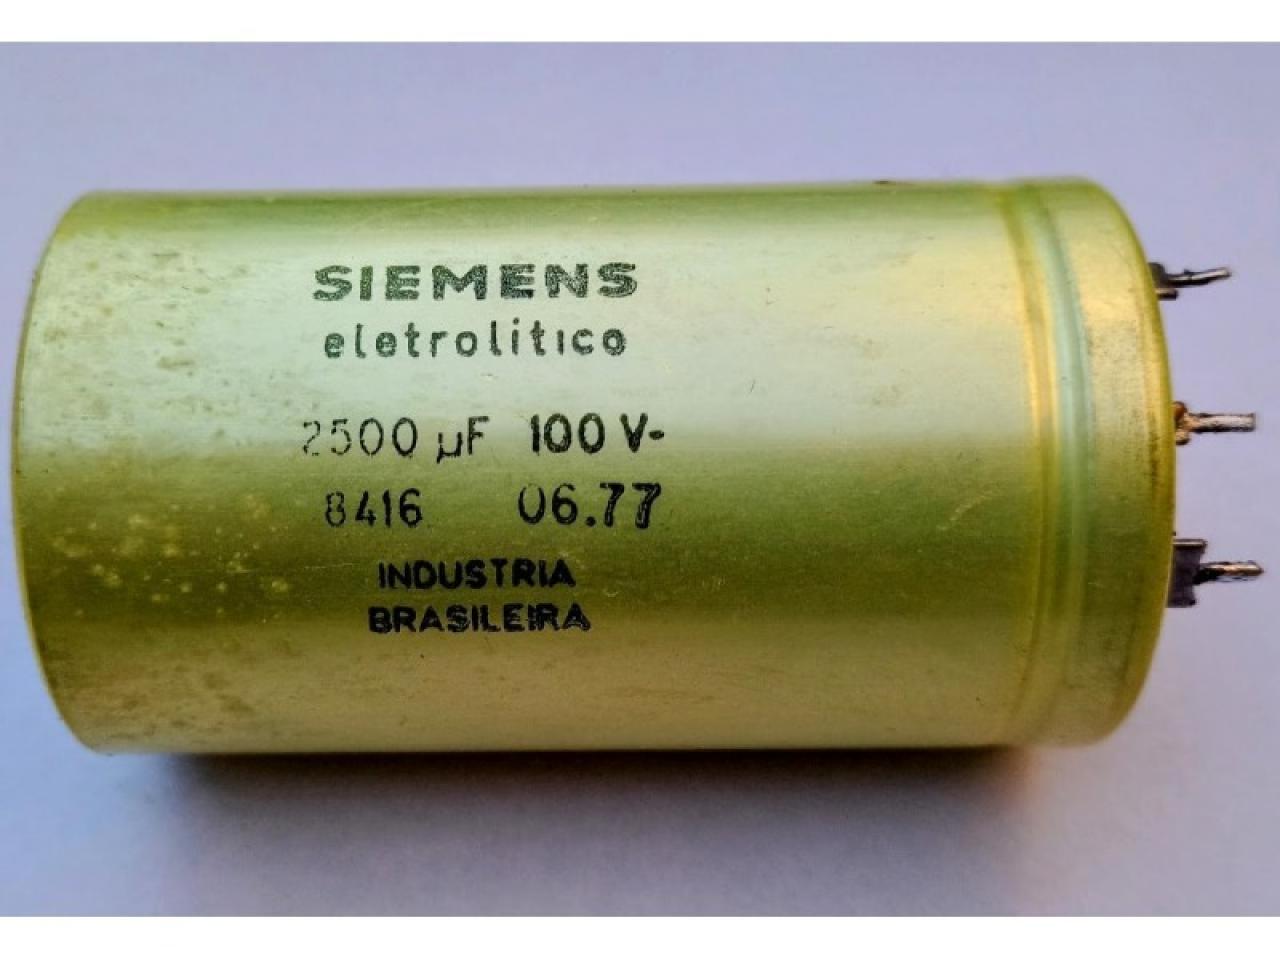 SIEMENS
eletrolitico
2500 µF 100 V-
8416 06.77
INDUSTRIA
BRASILEIRA